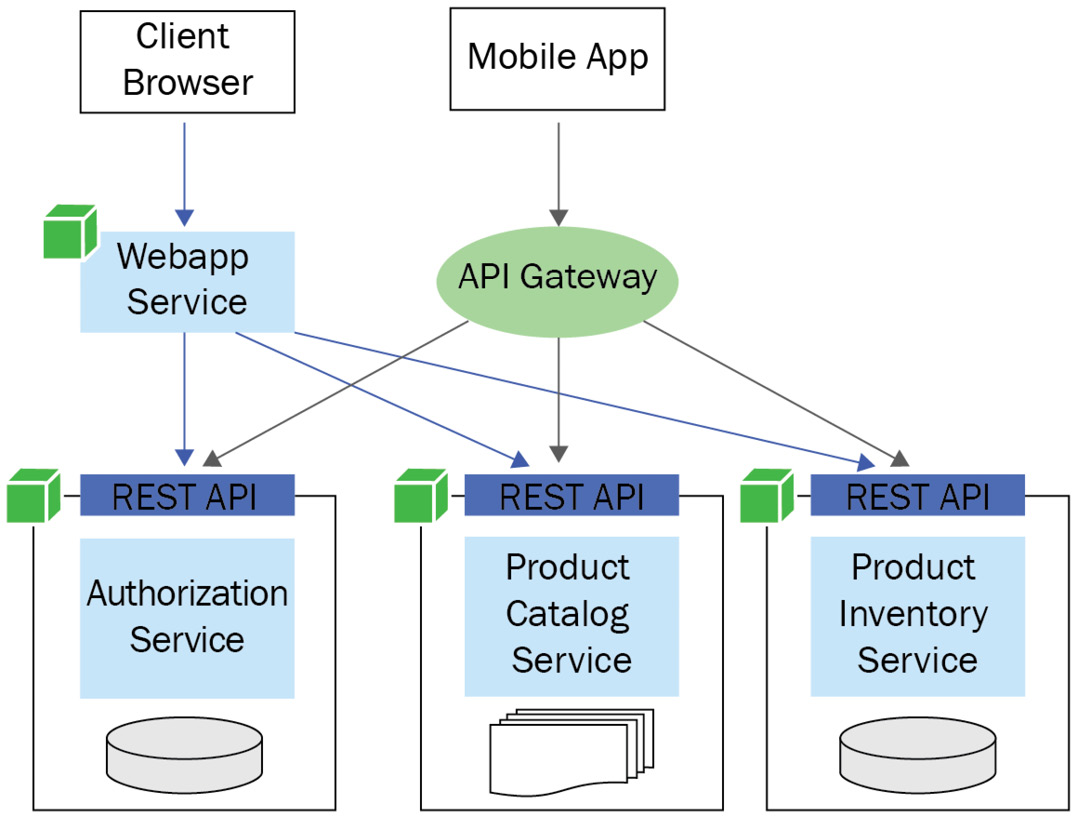 Client
Browser
Mobile App
Webapp
Service
API Gateway
REST API
REST API
REST API
Authorization
Service
Product
Catalog
Service
Product
Inventory
Service